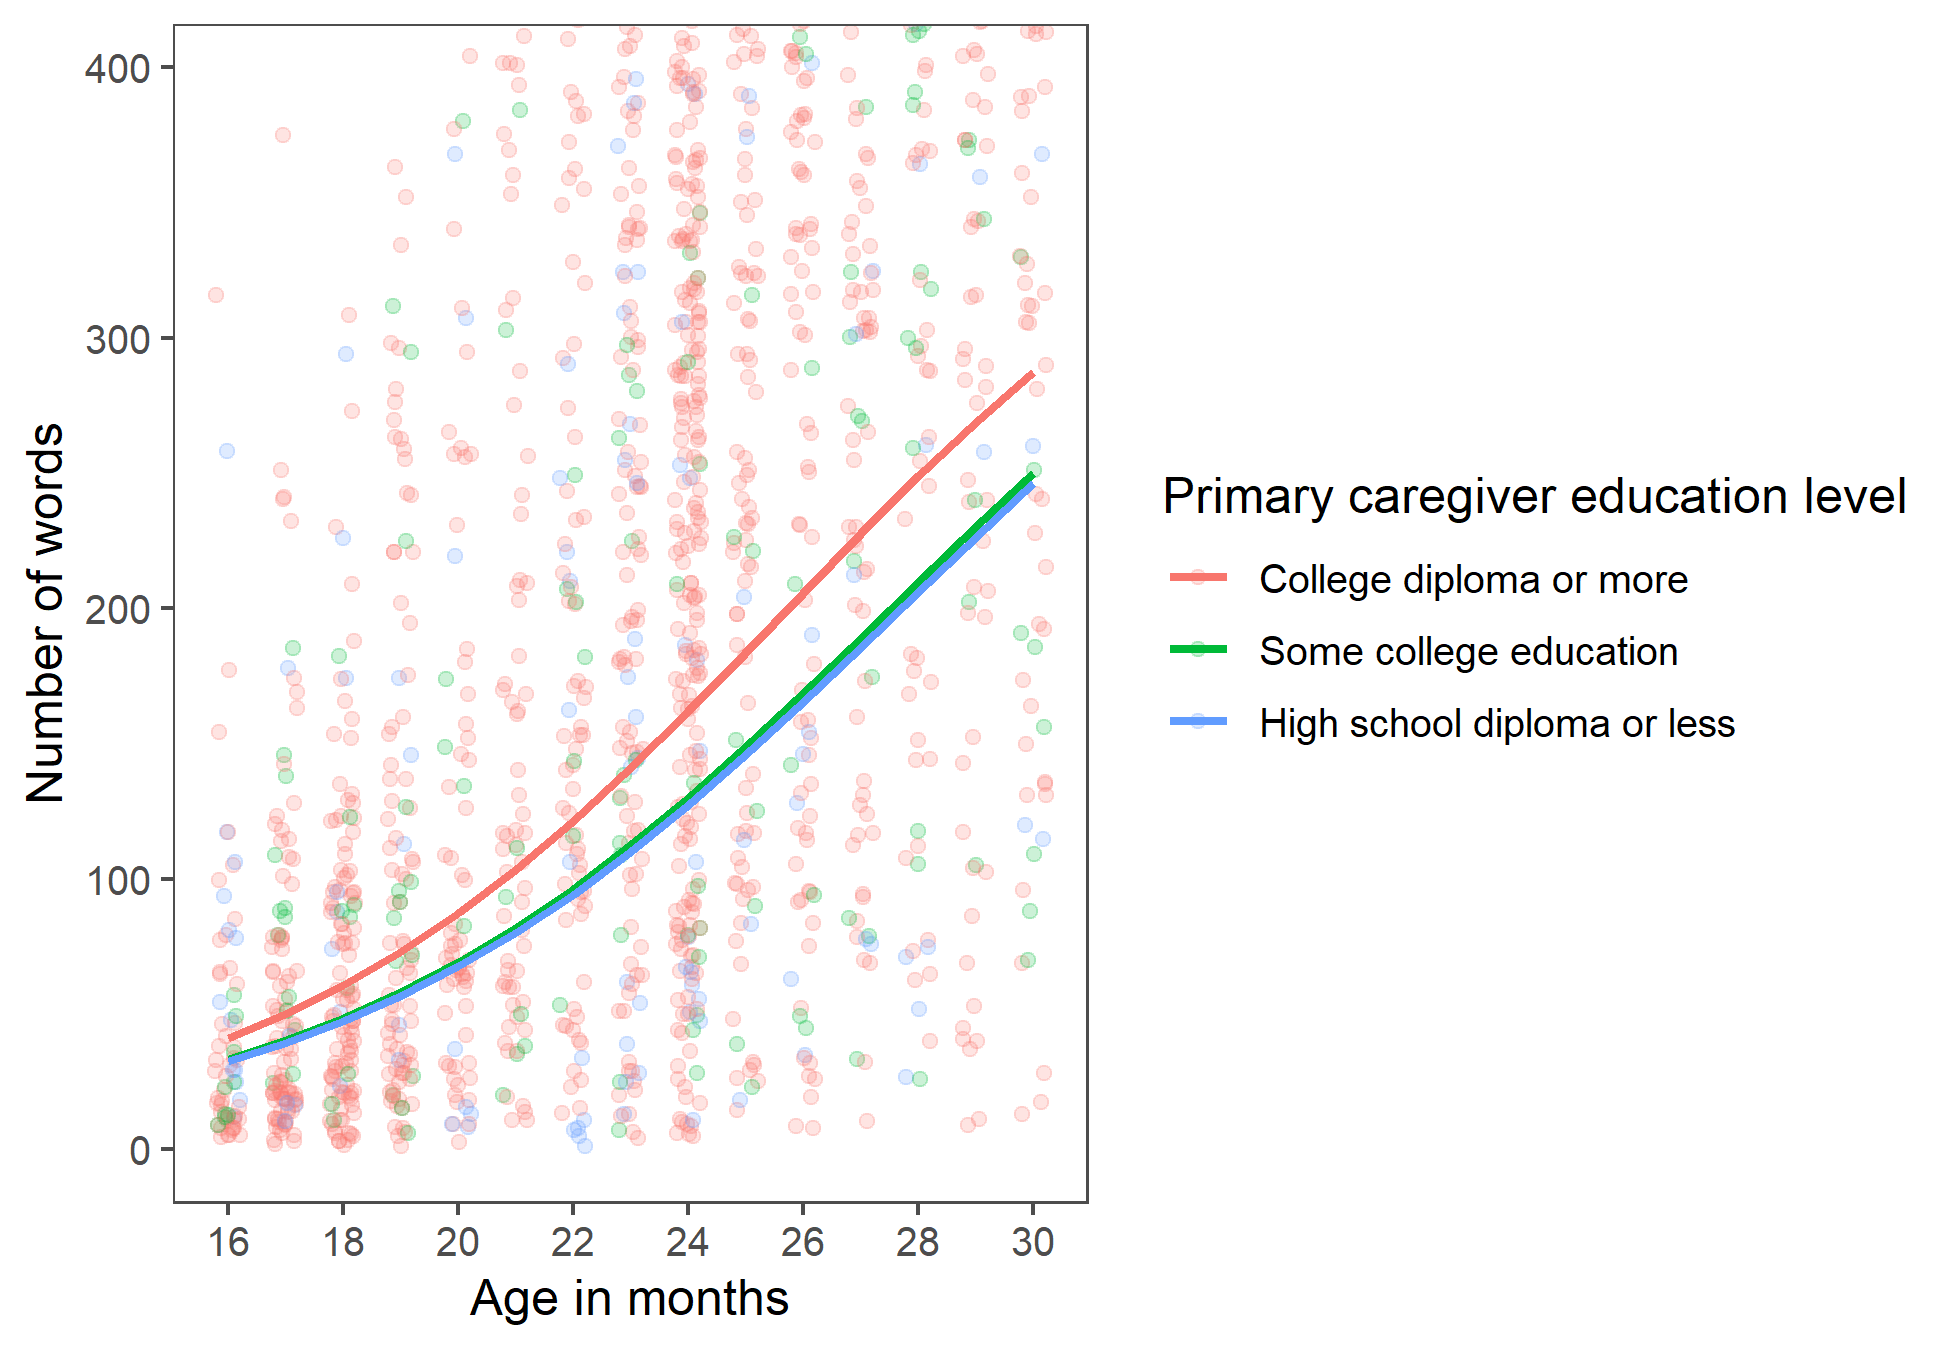 400
300
200
100
0
Number of words
16 18 20 22 24 26 28 30
Age in months
Primary caregiver education level
College diploma or more
Some college education
High school diploma or less